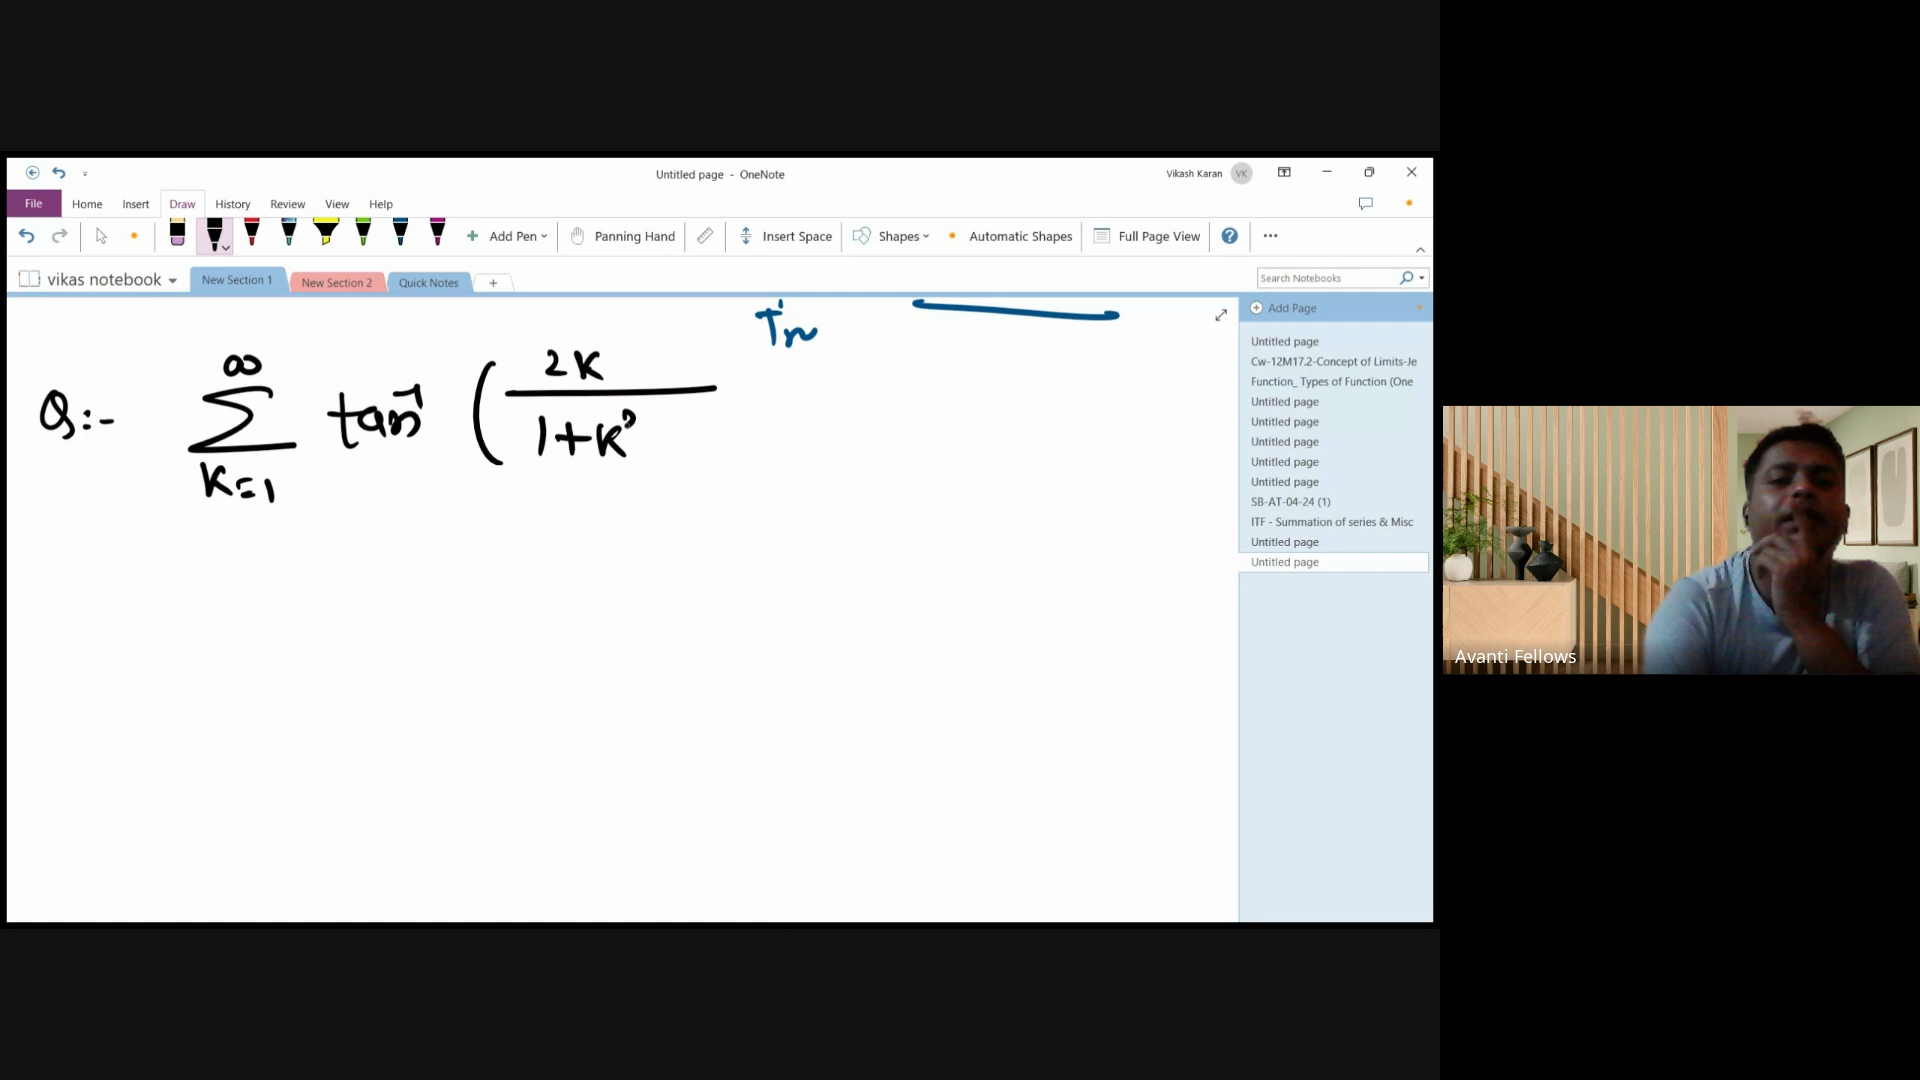 Untitled page - OneNote
Vikash Karan VK
File Home Insert Draw History Review View Help
Add Pen Panning Hand Insert Space Shapes Automatic Shapes Full Page View ? ...
vikas notebook New Section 1 New Section 2 Quick Notes + Search Notebooks
Add Page
Untitled page
Cw-12M17.2-Concept of Limits-Je
Function_ Types of Function (One
Untitled page
Untitled page
Untitled page
Untitled page
Untitled page
SB-AT-04-24 (1)
ITF - Summation of series & Misc
Untitled page
Untitled page
Tn
∞ 2K
Q:- Σ tan⁻¹ (
1+K
K=1
Avanti Fellows